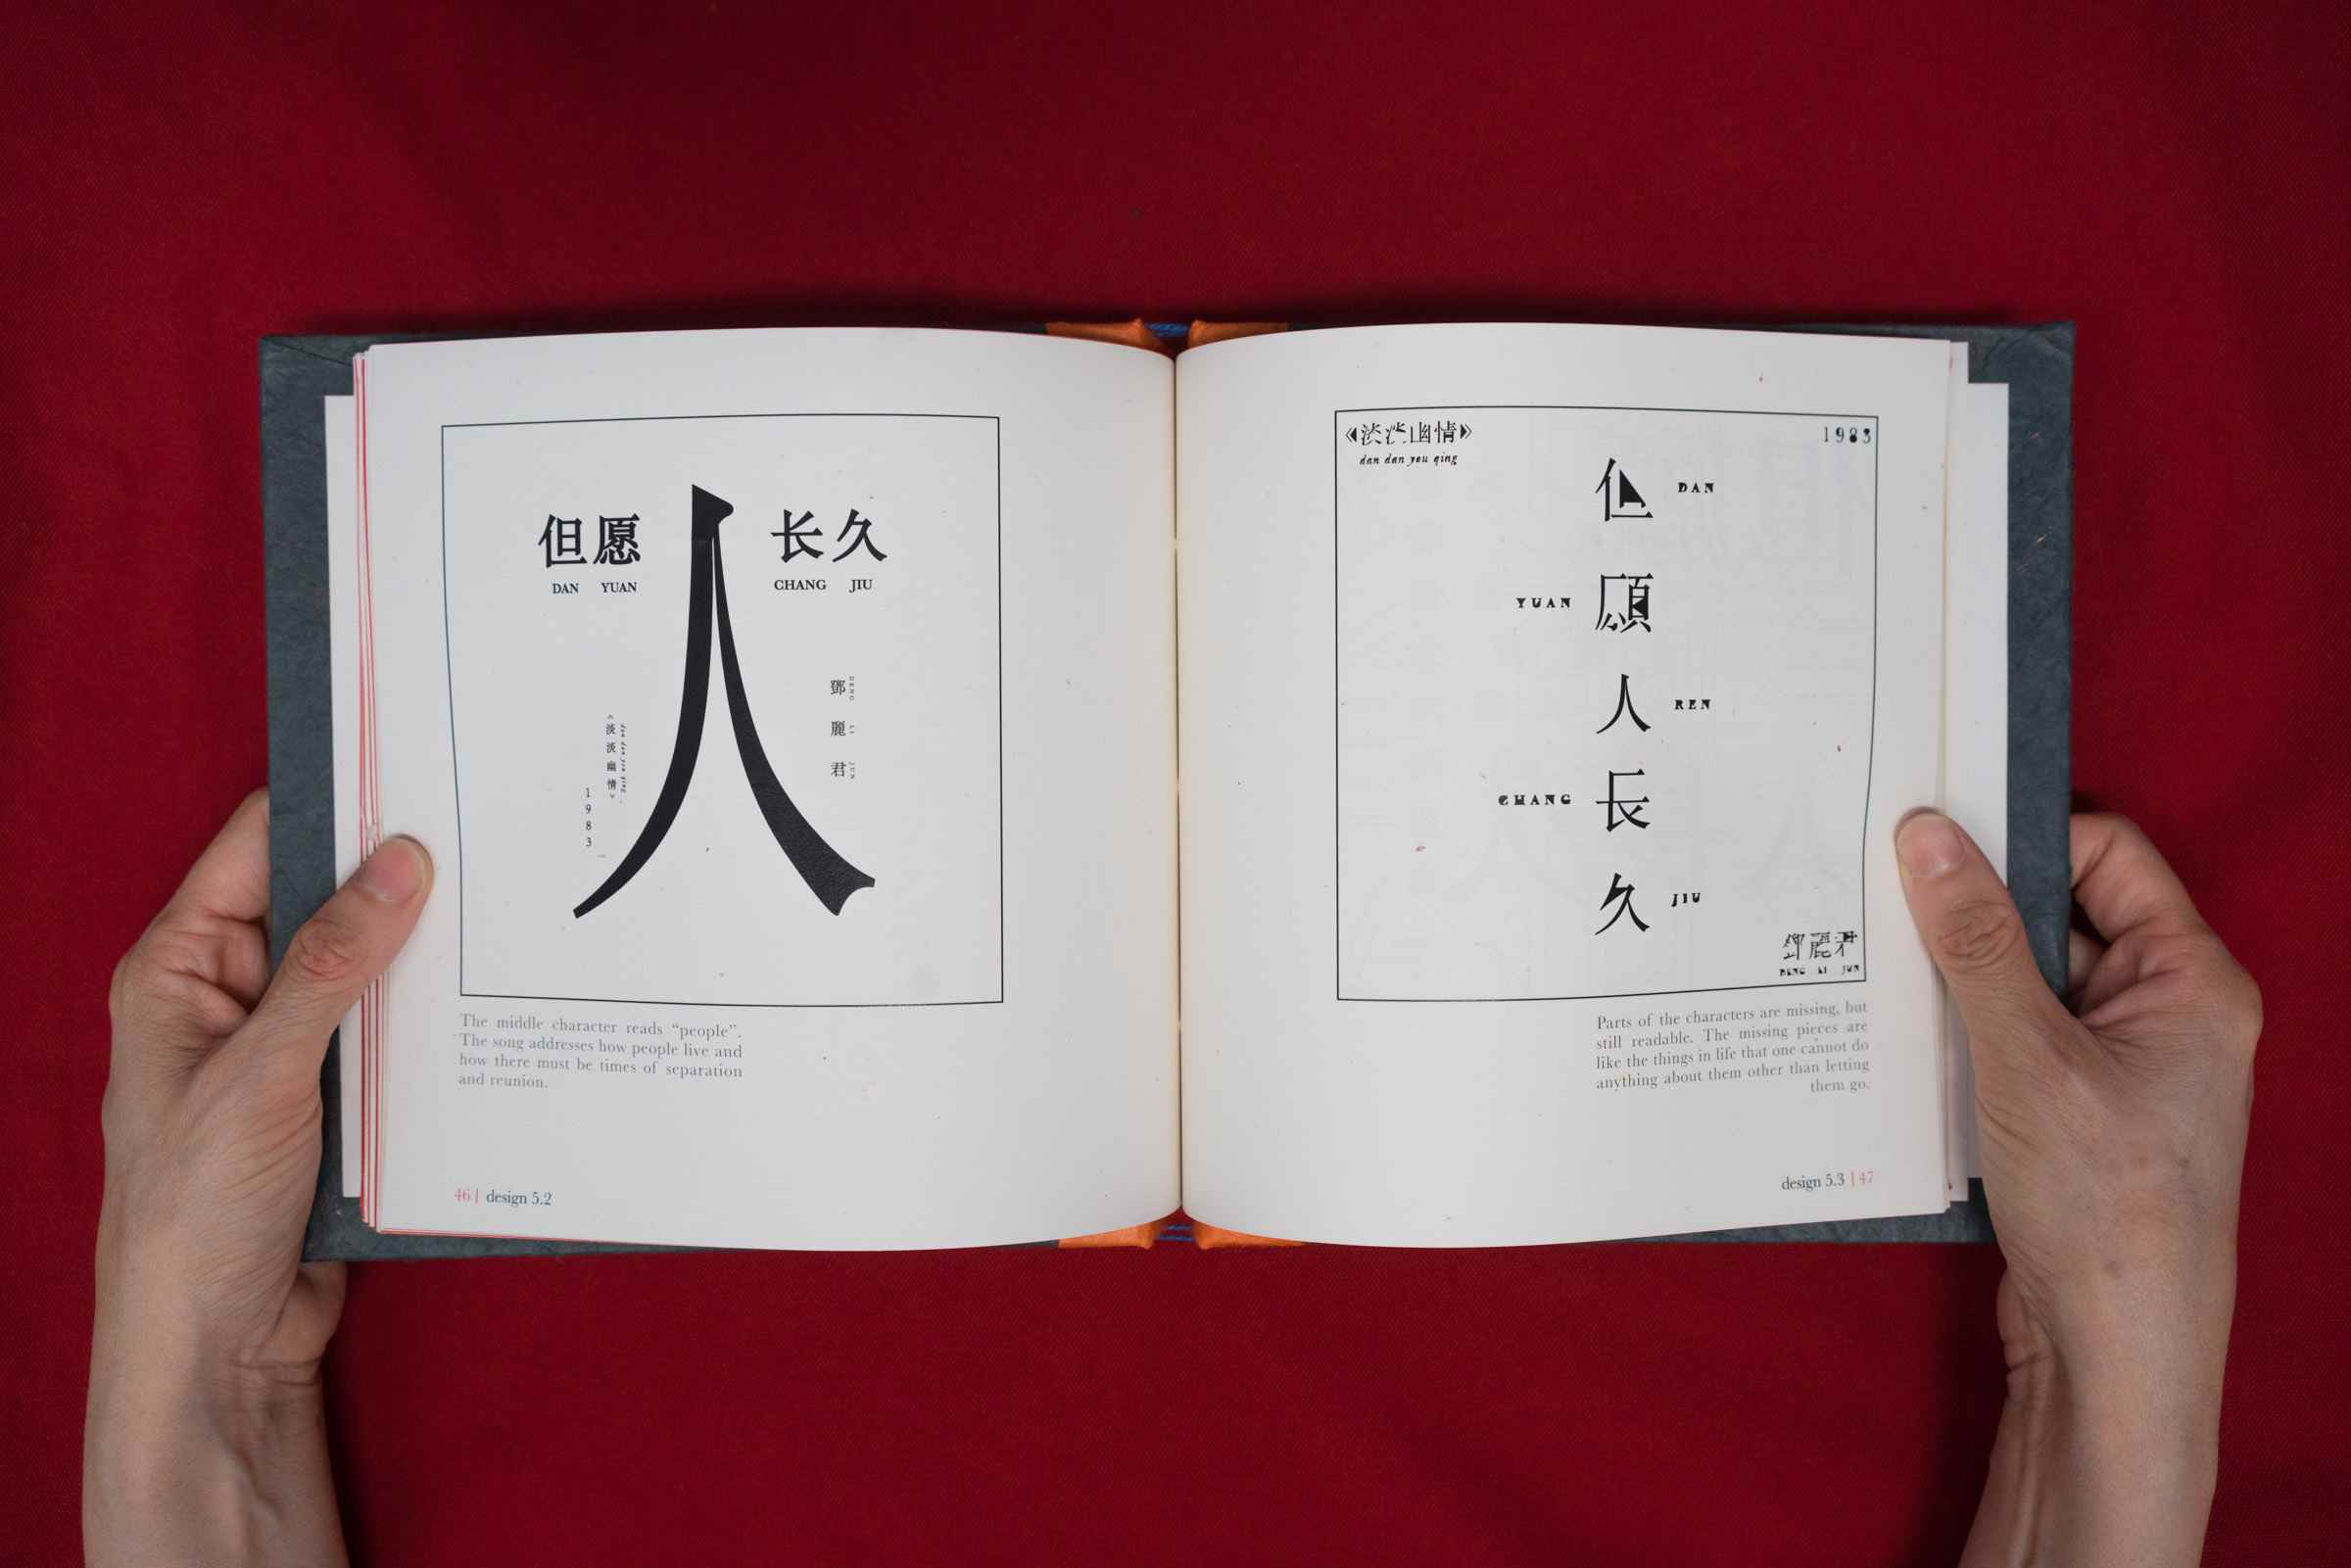 但愿人长久
DAN YUAN CHANG JIU
鄧麗君
DENG LI JUN
《淡淡幽情》
dan dan you qing
1983
The middle character reads “people”.
The song addresses how people live and
how there must be times of separation
and reunion.
46 | design 5.2
《淡淡幽情》
dan dan you qing
1983
但 DAN
YUAN 願
人 REN
CHANG 長
久 JIU
鄧麗君
DENG LI JUN
Parts of the characters are missing, but
still readable. The missing pieces are
like the things in life that one cannot do
anything about them other than letting
them go.
design 5.3 | 47